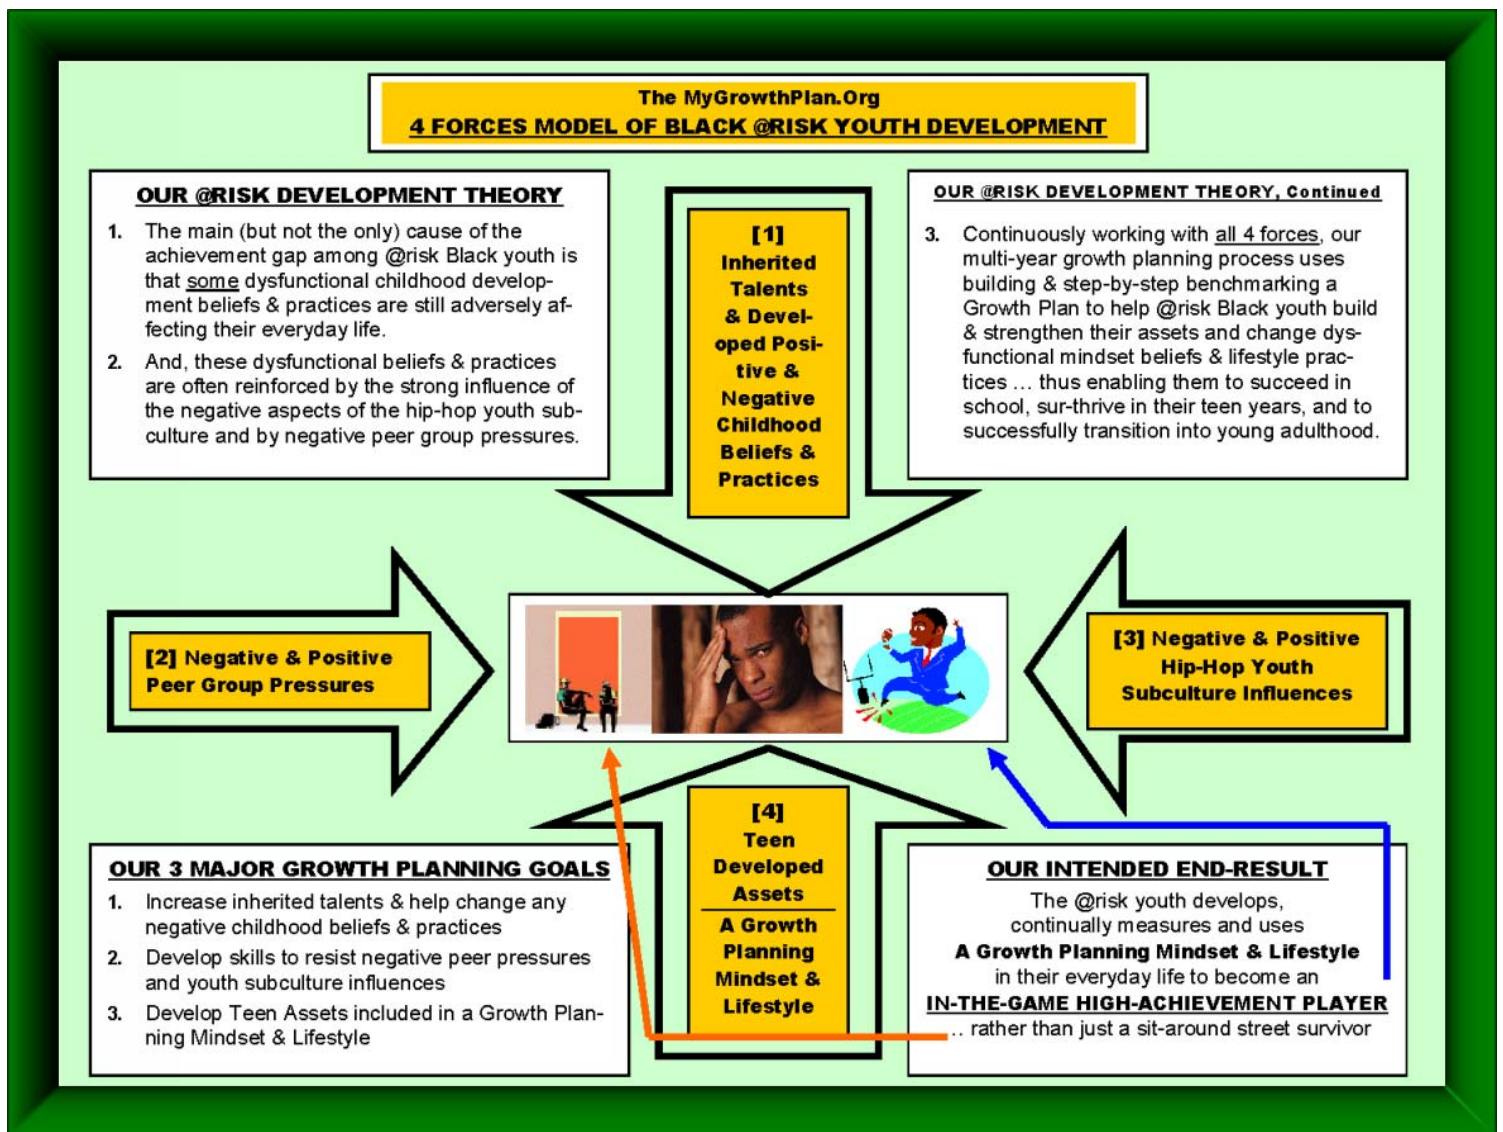 The MyGrowthPlan.Org
4 FORCES MODEL OF BLACK @RISK YOUTH DEVELOPMENT
OUR @RISK DEVELOPMENT THEORY
1. The main (but not the only) cause of the
achievement gap among @risk Black youth is
that some dysfunctional childhood develop-
ment beliefs & practices are still adversely af-
fecting their everyday life.
2. And, these dysfunctional beliefs & practices
are often reinforced by the strong influence of
the negative aspects of the hip-hop youth sub-
culture and by negative peer group pressures.
[1]
Inherited
Talents
& Devel-
oped Posi-
tive &
Negative
Childhood
Beliefs &
Practices
OUR @RISK DEVELOPMENT THEORY, Continued
3. Continuously working with all 4 forces, our
multi-year growth planning process uses
building & step-by-step benchmarking a
Growth Plan to help @risk Black youth build
& strengthen their assets and change dys-
functional mindset beliefs & lifestyle prac-
tices ... thus enabling them to succeed in
school, sur-thrive in their teen years, and to
successfully transition into young adulthood.
[2] Negative & Positive
Peer Group Pressures
[3] Negative & Positive
Hip-Hop Youth
Subculture Influences
OUR 3 MAJOR GROWTH PLANNING GOALS
1. Increase inherited talents & help change any
negative childhood beliefs & practices
2. Develop skills to resist negative peer pressures
and youth subculture influences
3. Develop Teen Assets included in a Growth Plan-
ning Mindset & Lifestyle
[4]
Teen
Developed
Assets
A Growth
Planning
Mindset &
Lifestyle
OUR INTENDED END-RESULT
The @risk youth develops,
continually measures and uses
A Growth Planning Mindset & Lifestyle
in their everyday life to become an
IN-THE-GAME HIGH-ACHIEVEMENT PLAYER
.. rather than just a sit-around street survivor